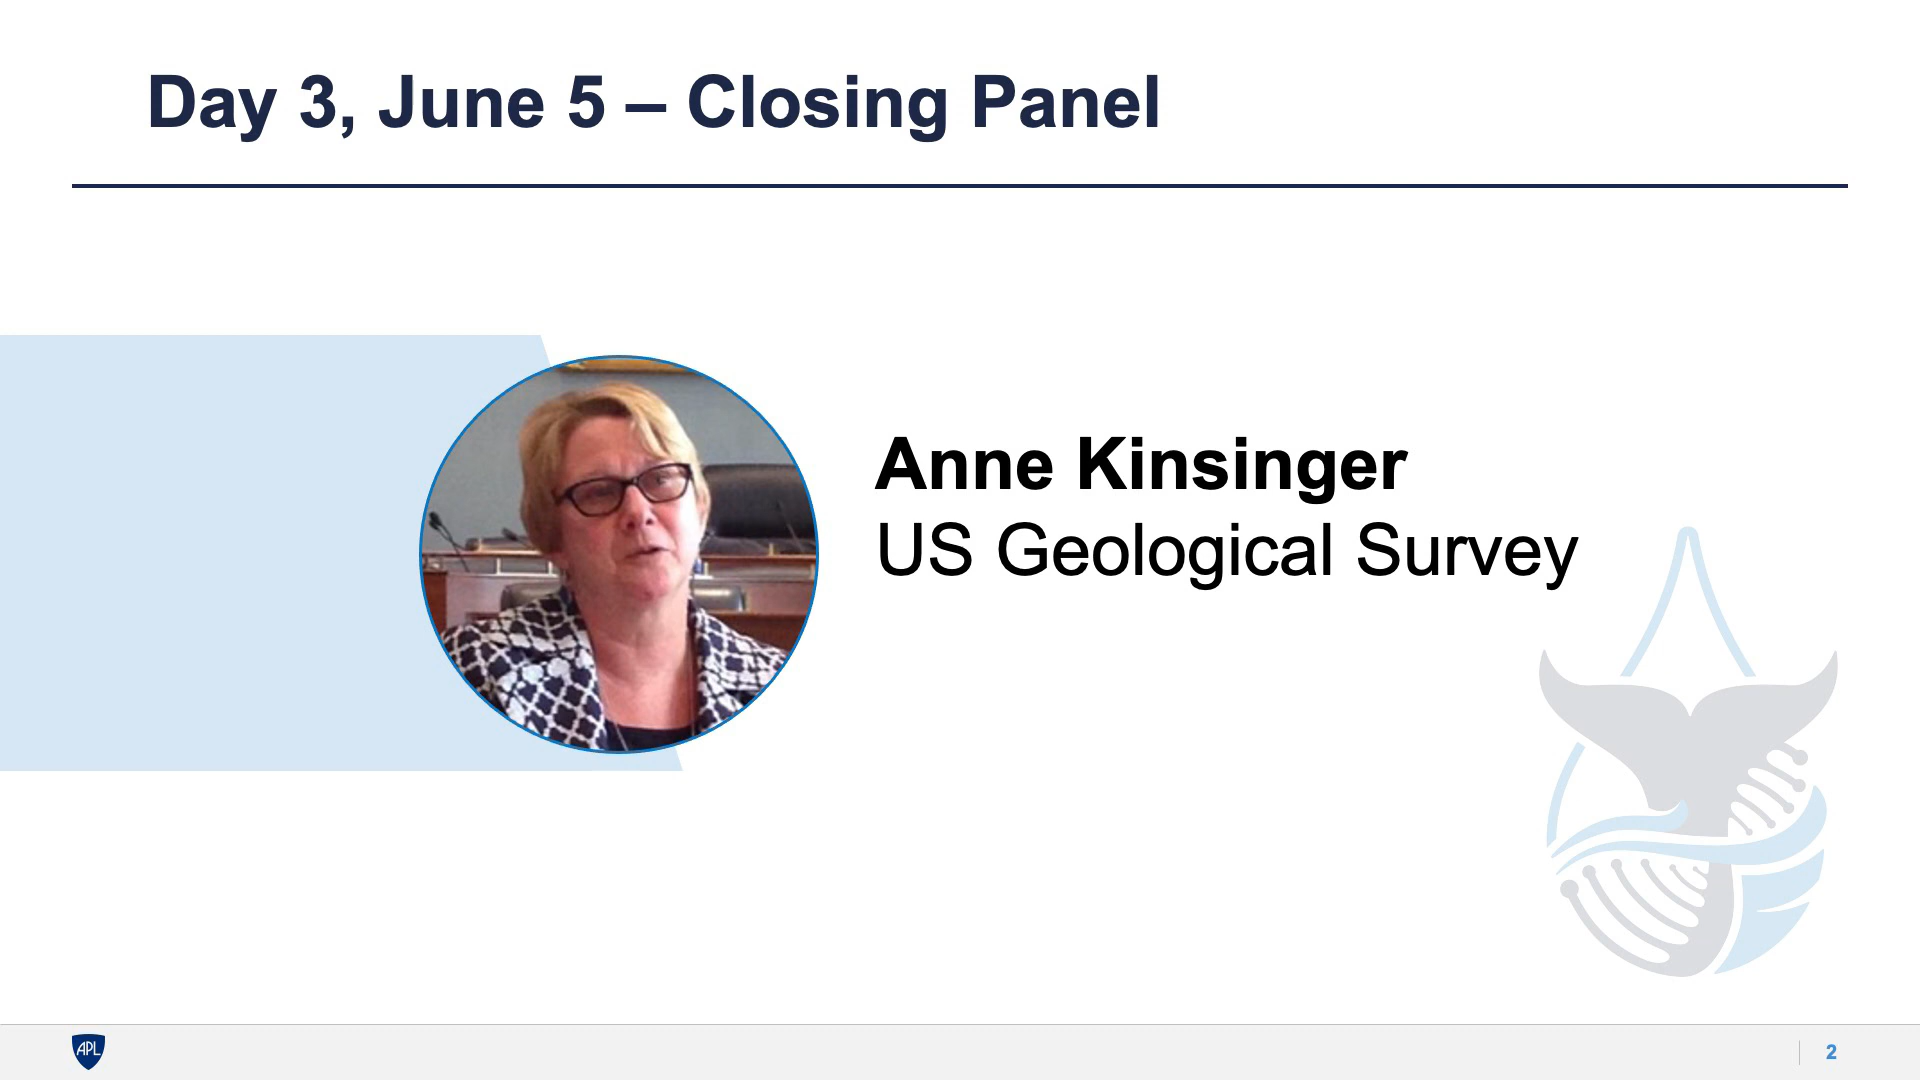 Day 3, June 5 – Closing Panel
Anne Kinsinger
US Geological Survey
APL
2